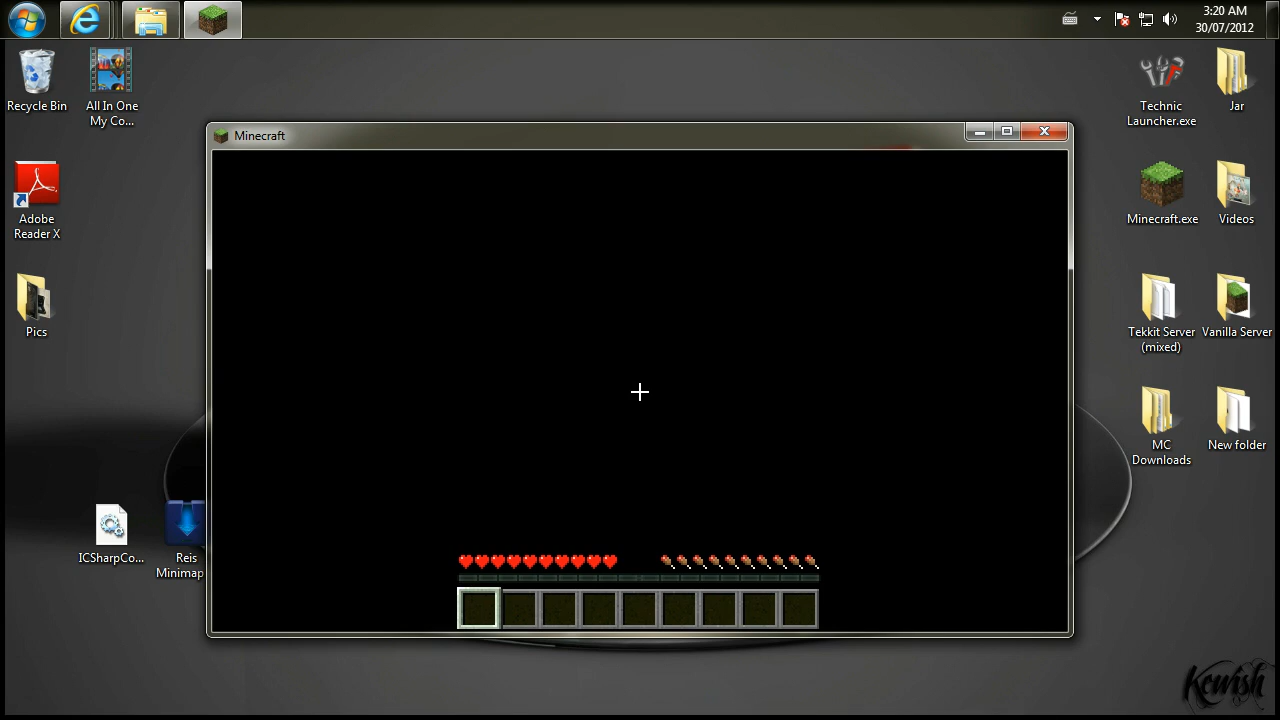 3:20 AM
30/07/2012
Recycle Bin
All In One
My Co...
Technic
Launcher.exe
Jar
Minecraft
Adobe
Reader X
Minecraft.exe
Videos
Pics
Tekkit Server
(mixed)
Vanilla Server
MC
Downloads
New folder
ICSharpCo...
Reis
Minimap
Kewish